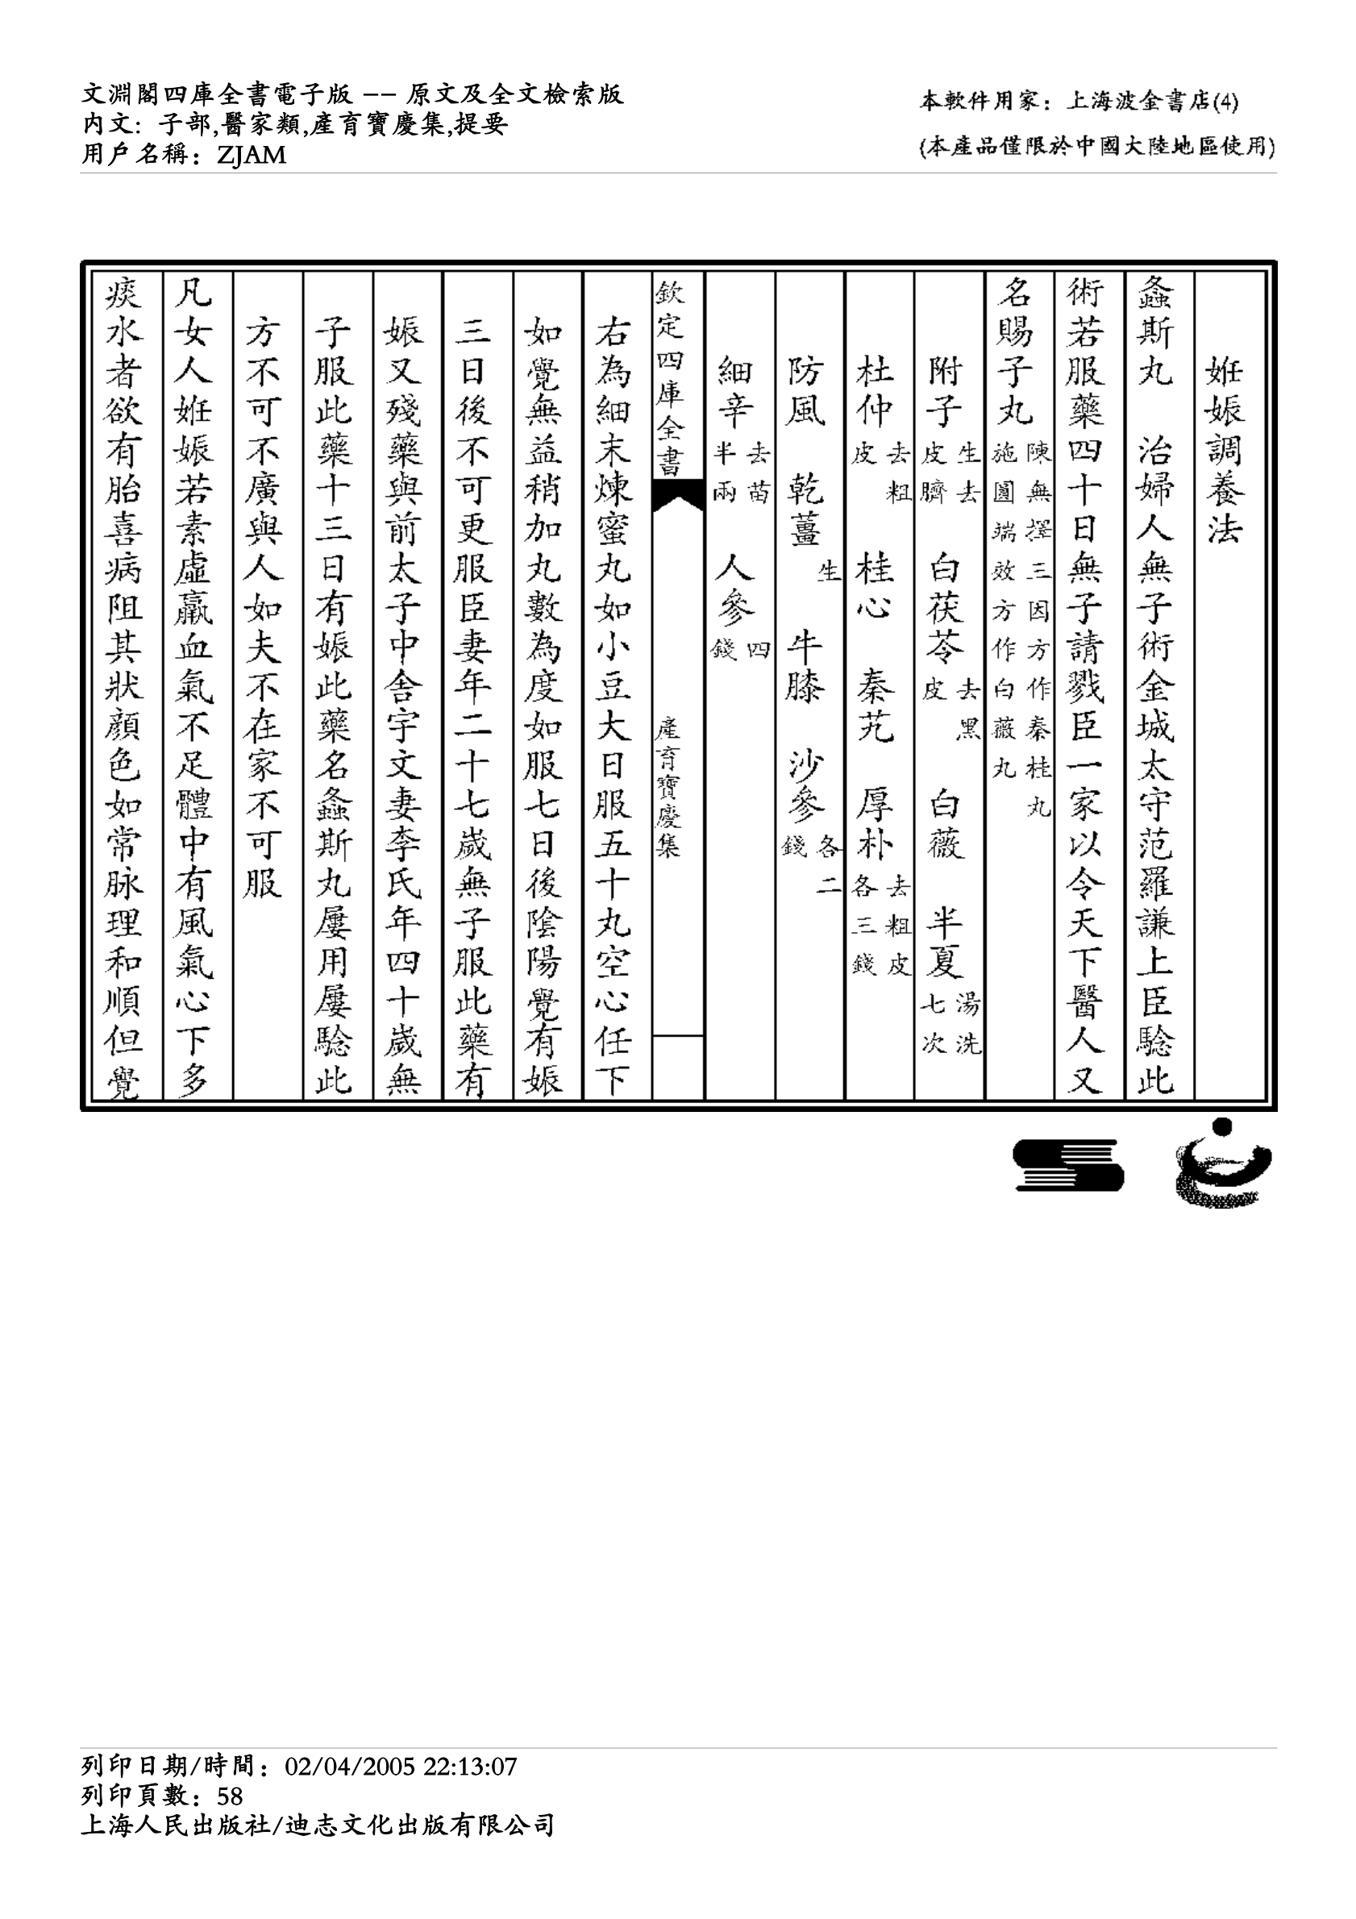 文淵閣四庫全書電子版 -- 原文及全文檢索版
內文: 子部,醫家類,產育寶慶集,提要
用戶名稱: ZJAM
本軟件用家: 上海波金書店(4)
(本產品僅限於中國大陸地區使用)
姙娠調養法
螽斯丸 治婦人無子術金城太守范羅謙上臣騐此
術若服藥四十日無子請戮臣一家以令天下醫人又
名賜子丸陳無擇三因方作秦桂丸施圓端效方作白薇丸
附子生去皮臍 白茯苓去黑皮 白薇 半夏湯洗七次
杜仲去粗皮 桂心 秦艽 厚朴去粗皮各三錢
防風 乾薑生 牛膝 沙參各二錢
細辛去苗半兩 人參四錢
欽定四庫全書 產育寶慶集
右為細末煉蜜丸如小豆大日服五十丸空心任下
如覺無益稍加丸數為度如服七日後陰陽覺有娠
三日後不可更服臣妻年二十七歲無子服此藥有
娠又殘藥與前太子中舍宇文妻李氏年四十歲無
子服此藥十三日有娠此藥名螽斯丸屢用屢騐此
方不可不廣與人如夫不在家不可服
凡女人姙娠若素虛羸血氣不足體中有風氣心下多
痰水者欲有胎喜病阻其狀顔色如常脉理和順但覺
列印日期/時間: 02/04/2005 22:13:07
列印頁數: 58
上海人民出版社/迪志文化出版有限公司